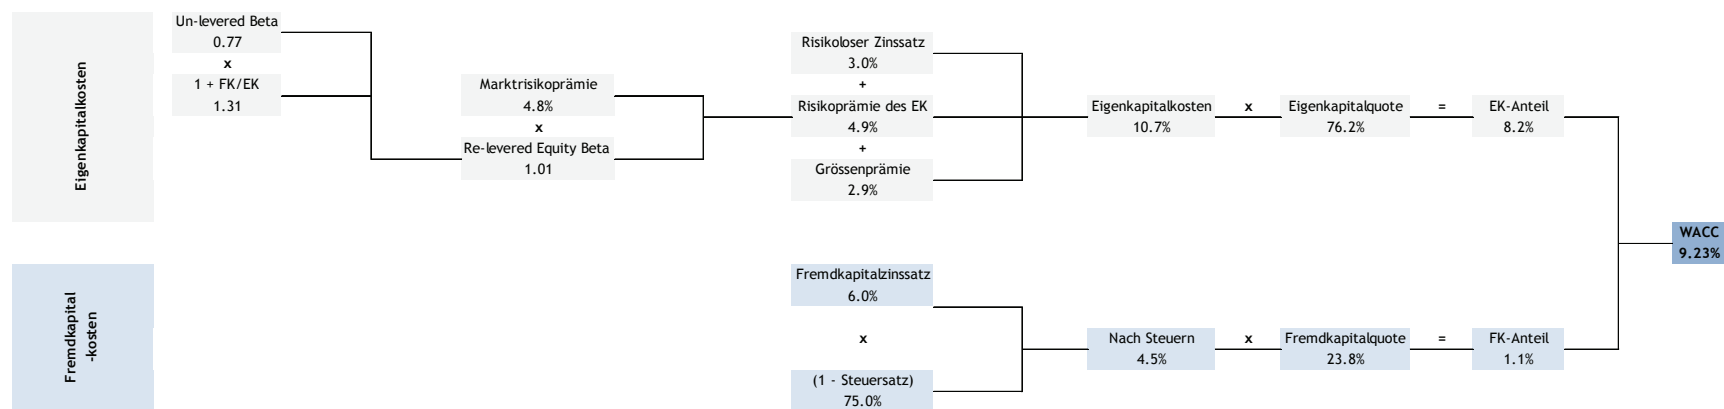 Eigenkapitalkosten
Un-levered Beta
0.77
x
1 + FK/EK
1.31
Marktrisikoprämie
4.8%
x
Re-levered Equity Beta
1.01
Risikoloser Zinssatz
3.0%
+
Risikoprämie des EK
4.9%
+
Grössenprämie
2.9%
Eigenkapitalkosten
10.7%
x
Eigenkapitalquote
76.2%
=
EK-Anteil
8.2%
WACC
9.23%
Fremdkapital
-kosten
Fremdkapitalzinssatz
6.0%
x
(1 - Steuersatz)
75.0%
Nach Steuern
4.5%
x
Fremdkapitalquote
23.8%
=
FK-Anteil
1.1%